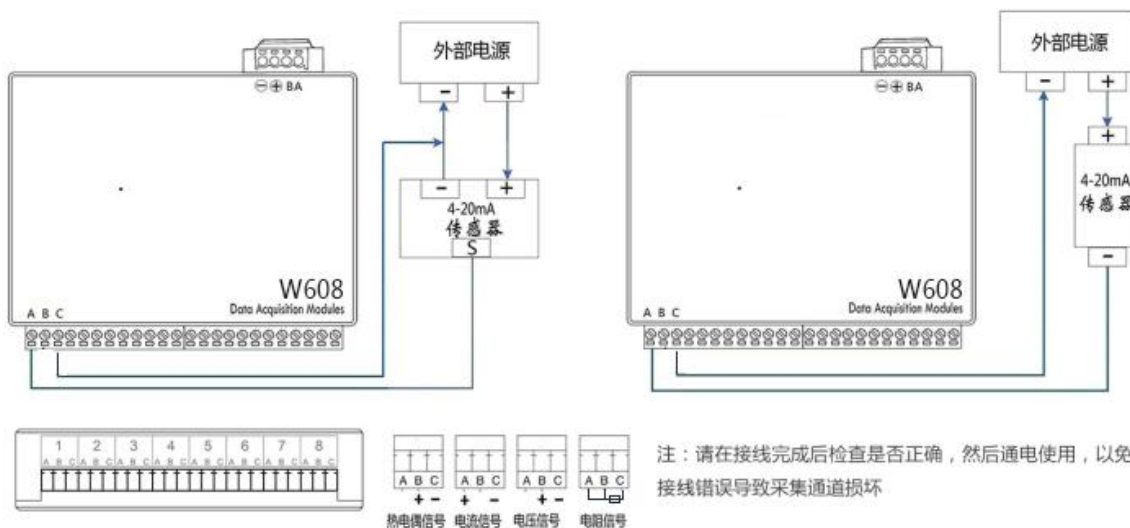 外部电源
- +
⊖⊕BA
- +
4-20mA
传感器
S
W608
Data Acquisition Modules
A B C
外部电源
- +
⊖⊕BA
+
4-20mA
传感器
-
W608
Data Acquisition Modules
A B C
1 2 3 4 5 6 7 8
A B C A B C A B C A B C A B C A B C A B C A B C
A B C
+ -
热电偶信号
A B C
+ -
电流信号
A B C
+ -
电压信号
A B C
电阻信号
注：请在接线完成后检查是否正确，然后通电使用，以免
接线错误导致采集通道损坏